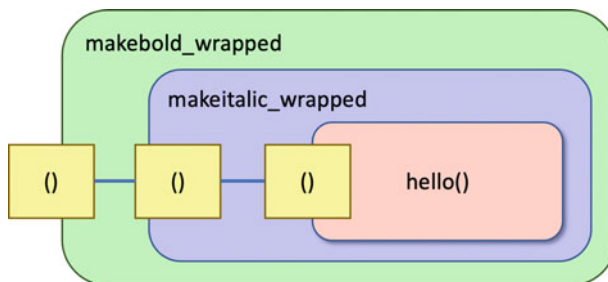 makebold_wrapped
makeitalic_wrapped
() () () hello()